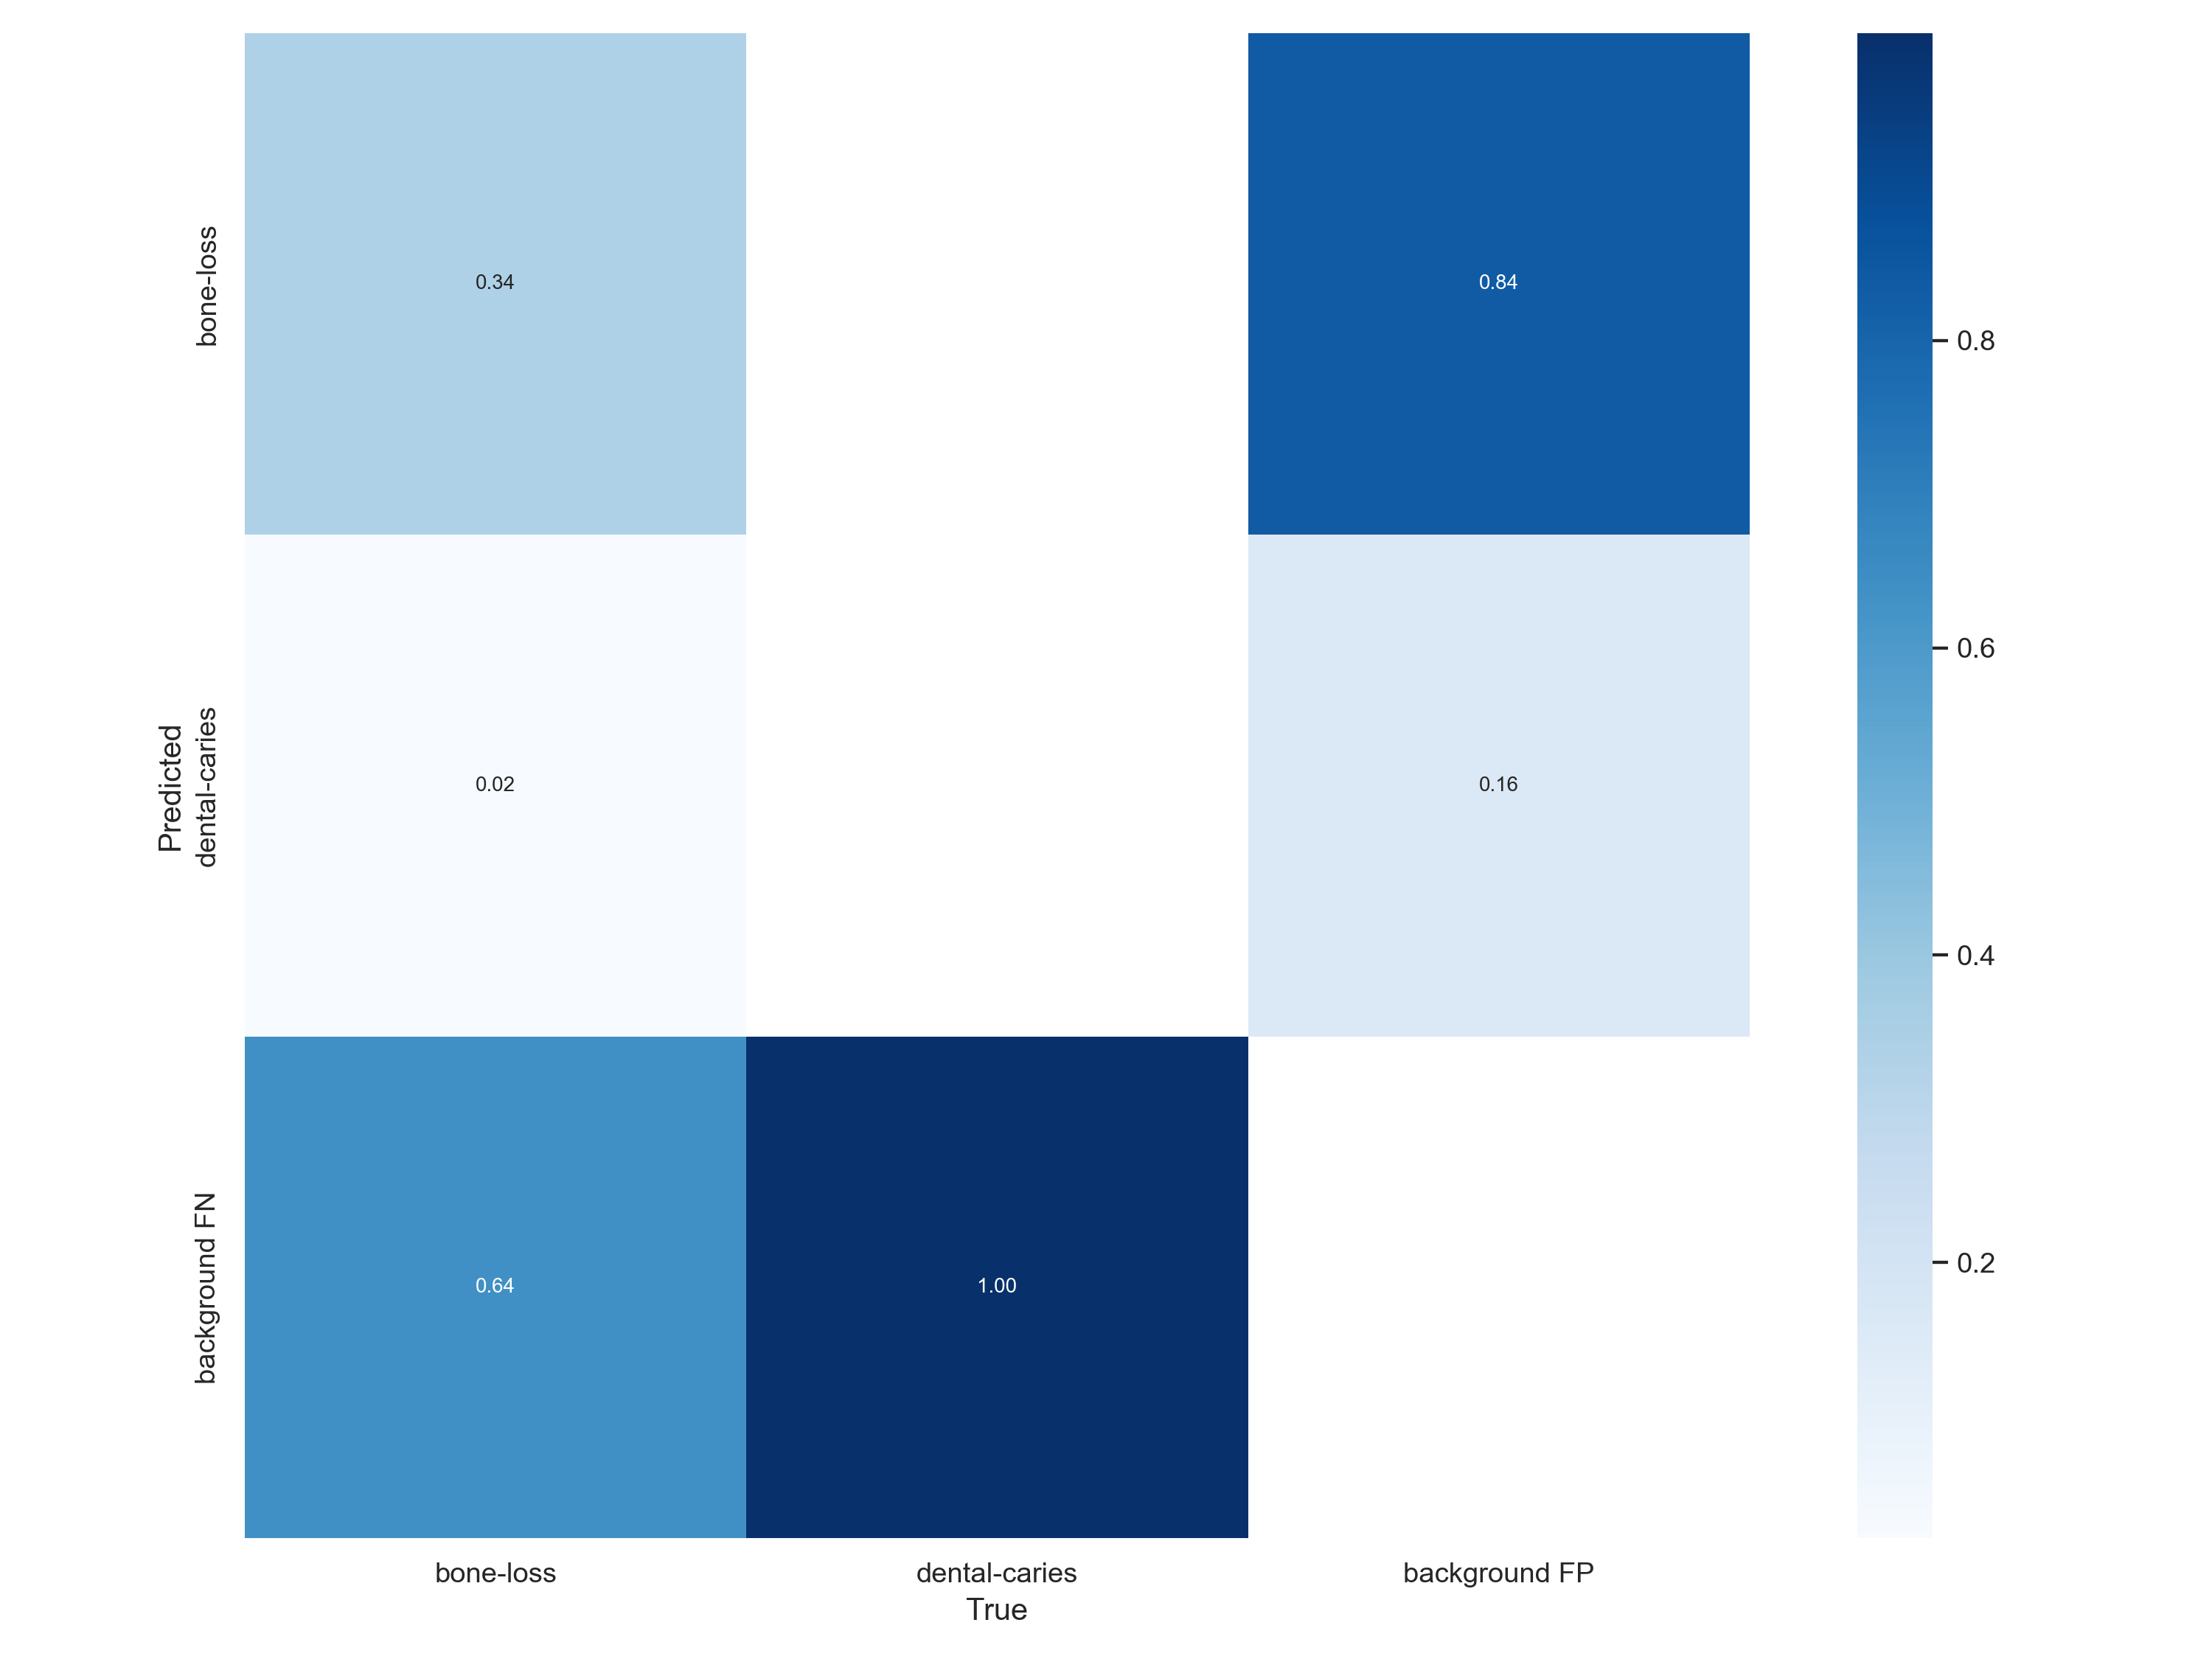 bone-loss
0.34
0.84
0.8
0.6
Predicted
dental-caries
0.02
0.16
0.4
background FN
0.64
1.00
0.2
bone-loss
dental-caries
background FP
True